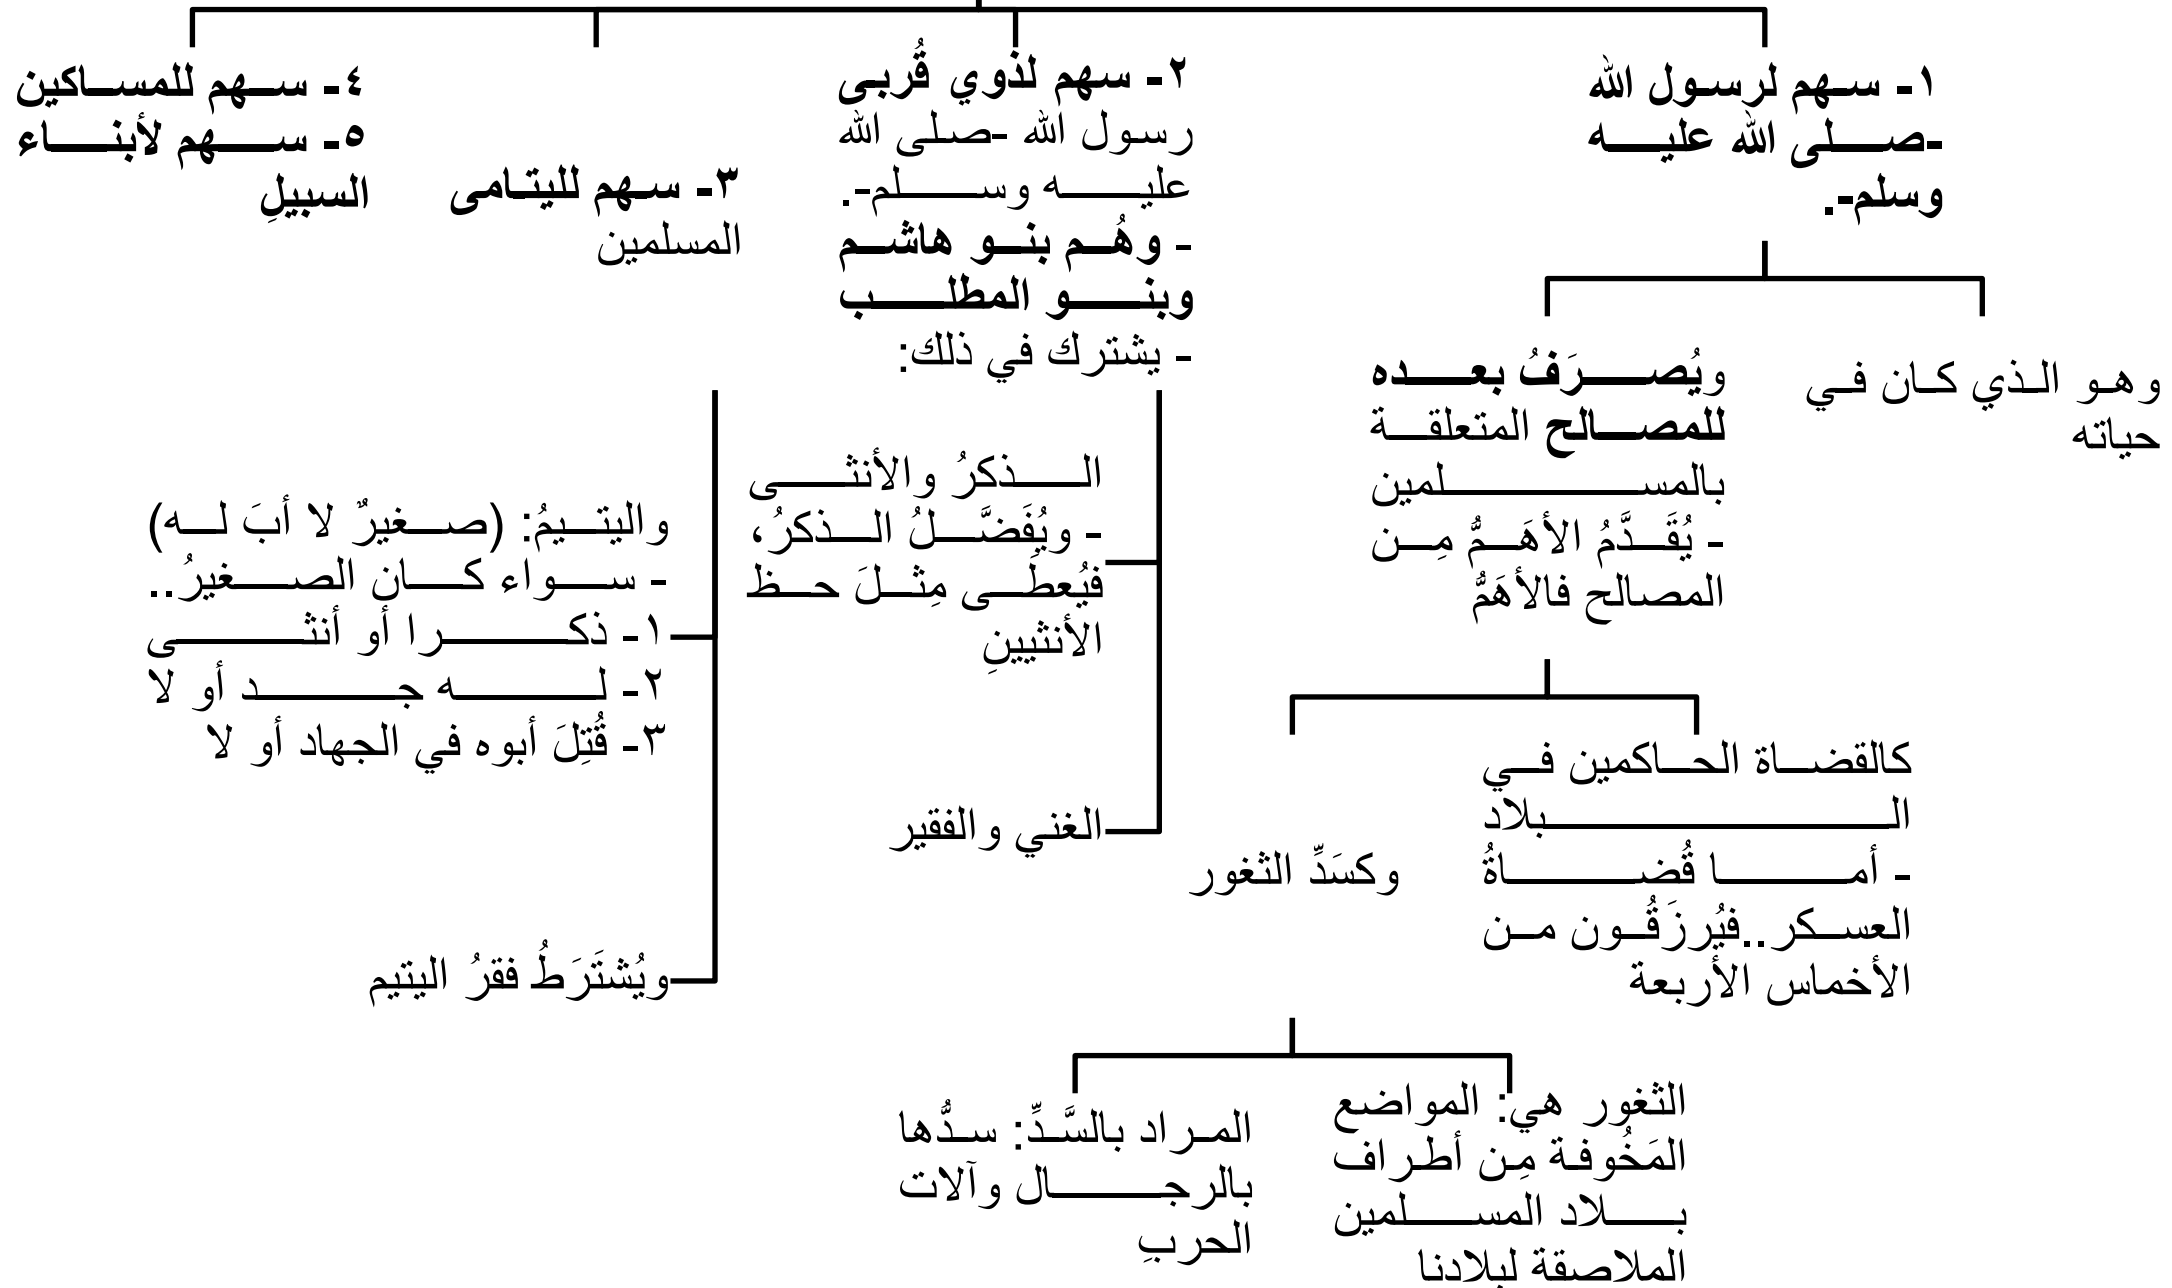 ١- سهم لرسول الله
-صلى الله عليه
وسلم-.
وهو الذي كان في
حياته
ويُصرَفُ بعده
للمصالح المتعلقة
بالمسلمين
- يُقَدَّمُ الأهَمُّ مِن
المصالح فالأهَمُّ
كالقضاة الحاكمين في
البلاد
- أما قُضاةُ
العسكر..فيُرزَقُون من
الأخماس الأربعة
وكسَدِّ الثغور
الثغور هي: المواضع
المَخُوفة مِن أطراف
بلاد المسلمين
الملاصقة لبلادنا
المراد بالسَّدِّ: سدُّها
بالرجال وآلات
الحربِ
٢- سهم لذوي قُربى
رسول الله -صلى الله
عليه وسلم-.
- وهُم بنو هاشم
وبنو المطلب
- يشترك في ذلك:
الذكرُ والأنثى
- ويُفَضَّلُ الذكرُ،
فيُعطَى مِثلَ حظ
الأنثيينِ
الغني والفقير
٣- سهم لليتامى
المسلمين
واليتيمُ: (صغيرٌ لا أبَ له)
- سواء كان الصغيرُ..
١- ذكرا أو أنثى
٢- له جد أو لا
٣- قُتِلَ أبوه في الجهاد أو لا
ويُشتَرَطُ فقرُ اليتيم
٤- سهم للمساكين
٥- سهم لأبناء
السبيلِ